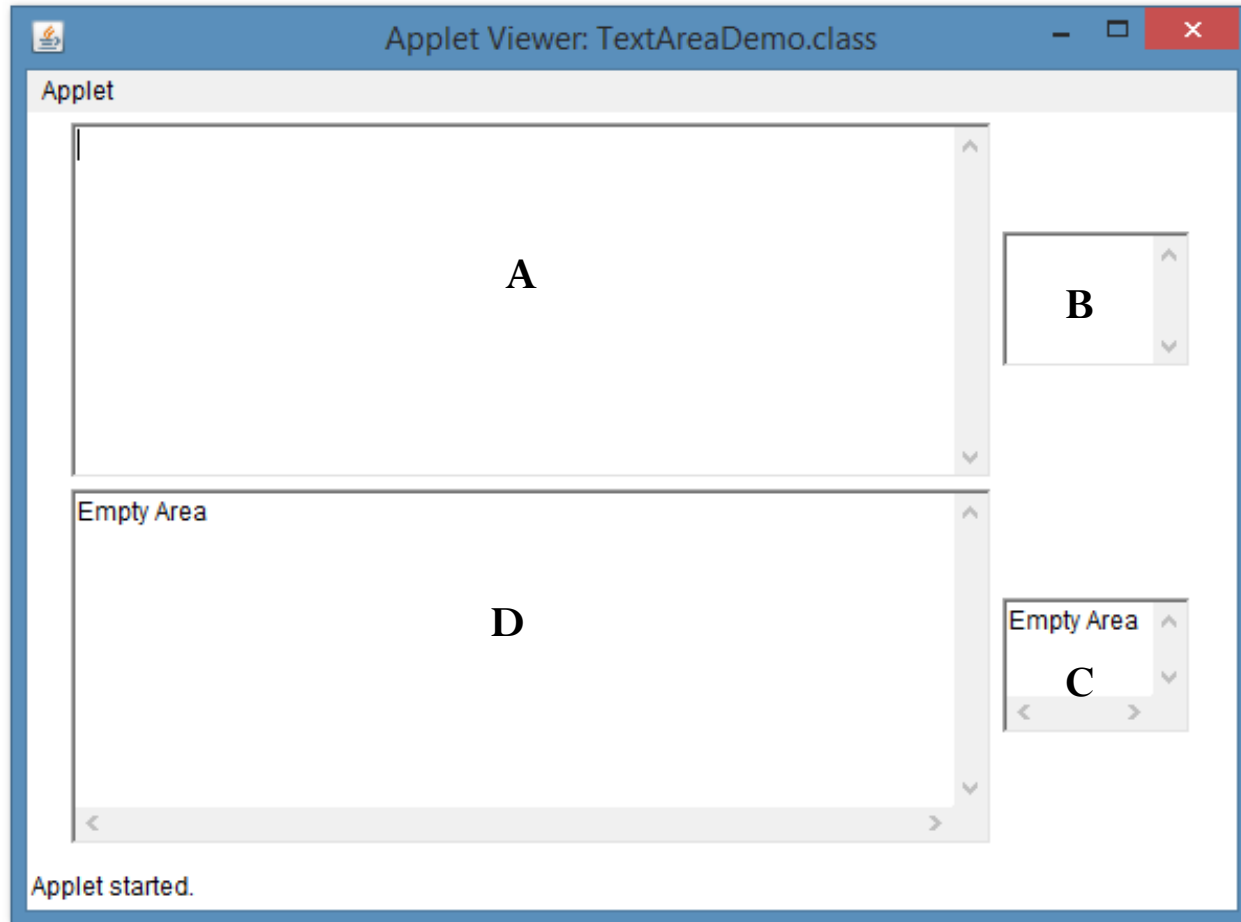 Applet Viewer: TextAreaDemo.class
Applet
A
B
Empty Area
D
Empty Area
C
Applet started.